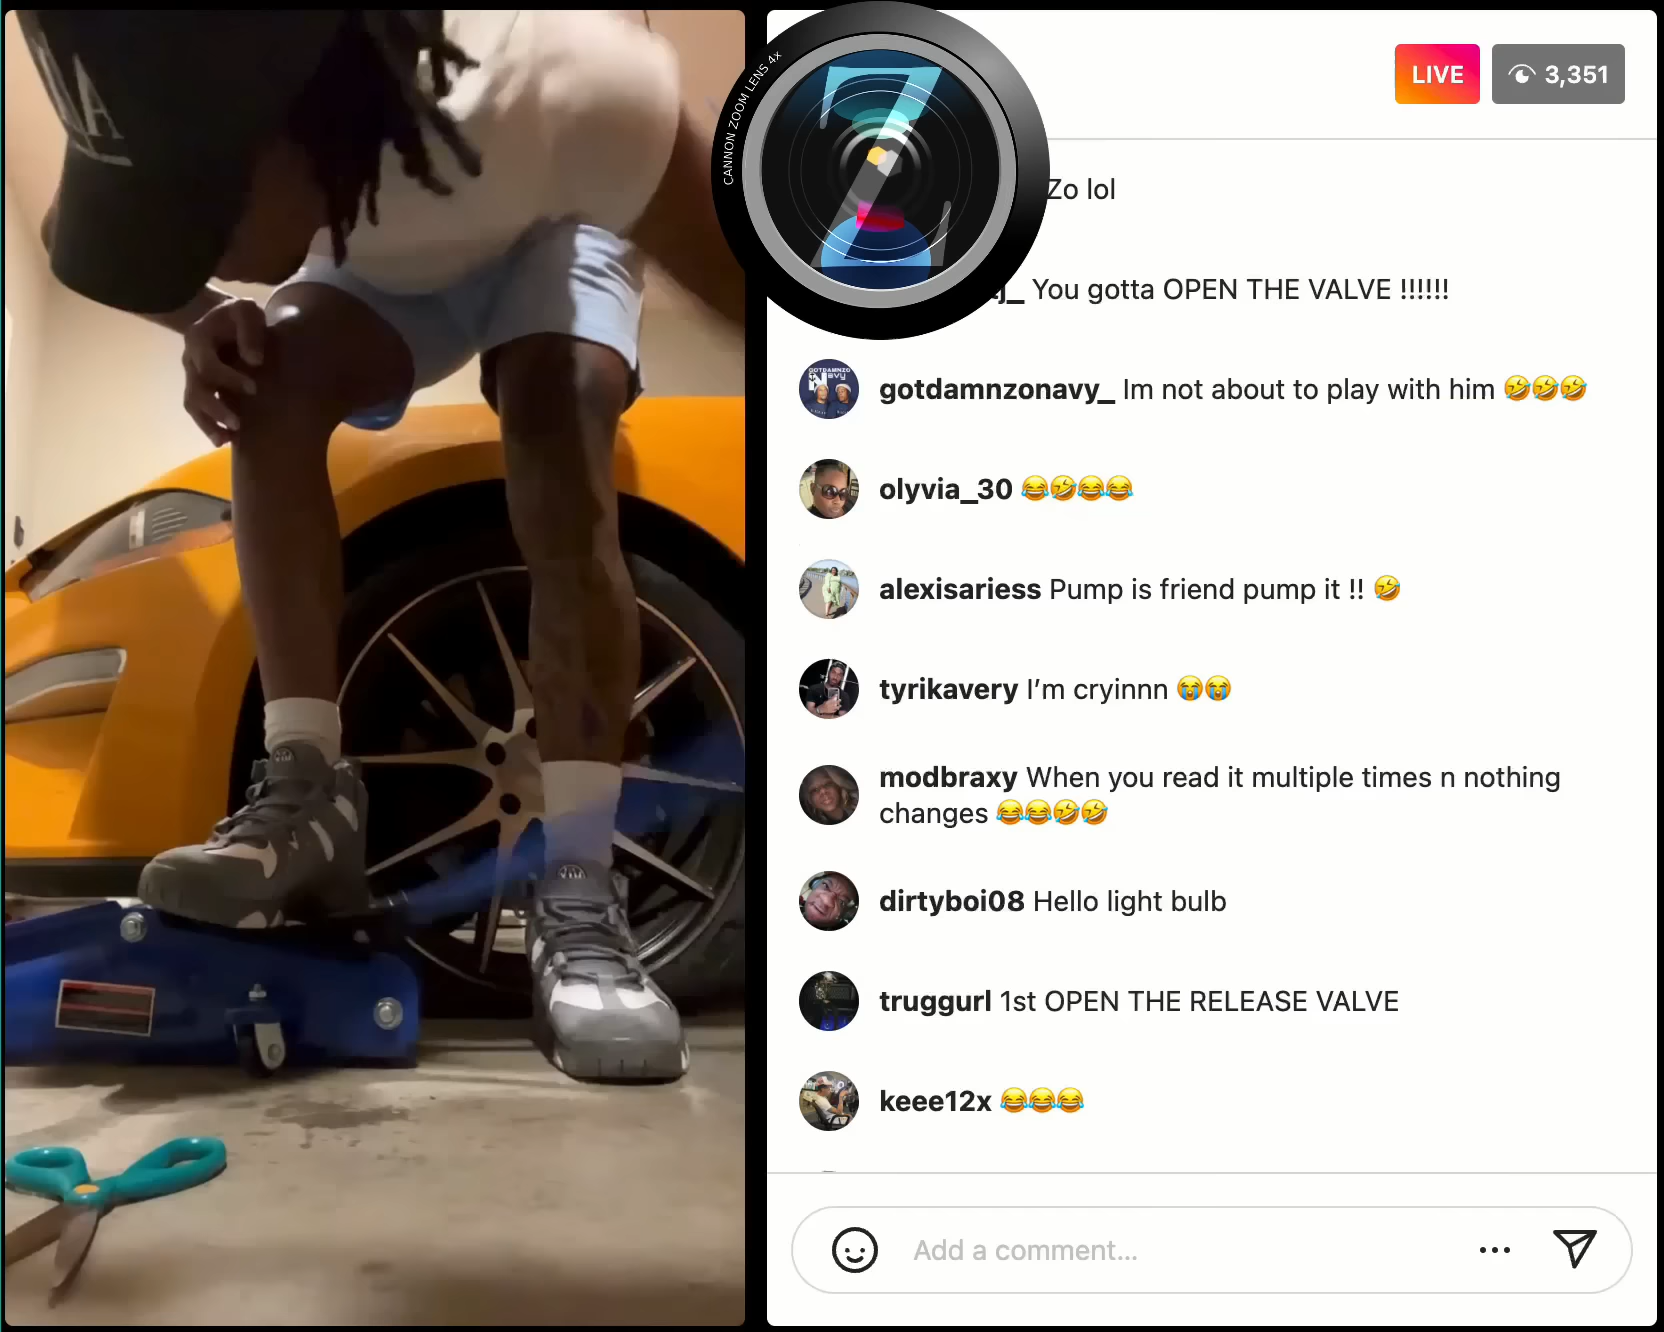 LIVE
3,351
CANNON ZOOM LENS 4x
Z
Zo lol
j_ You gotta OPEN THE VALVE !!!!!!
gotdamnzonavy_ Im not about to play with him 🤣🤣🤣
olyvia_30 😂🤣😂😂
alexisariess Pump is friend pump it !! 🤣
tyrikavery I’m cryinnn 😭😭
modbraxy When you read it multiple times n nothing
changes 😂😂🤣🤣
dirtyboi08 Hello light bulb
truggurl 1st OPEN THE RELEASE VALVE
keee12x 😂😂😂
Add a comment...